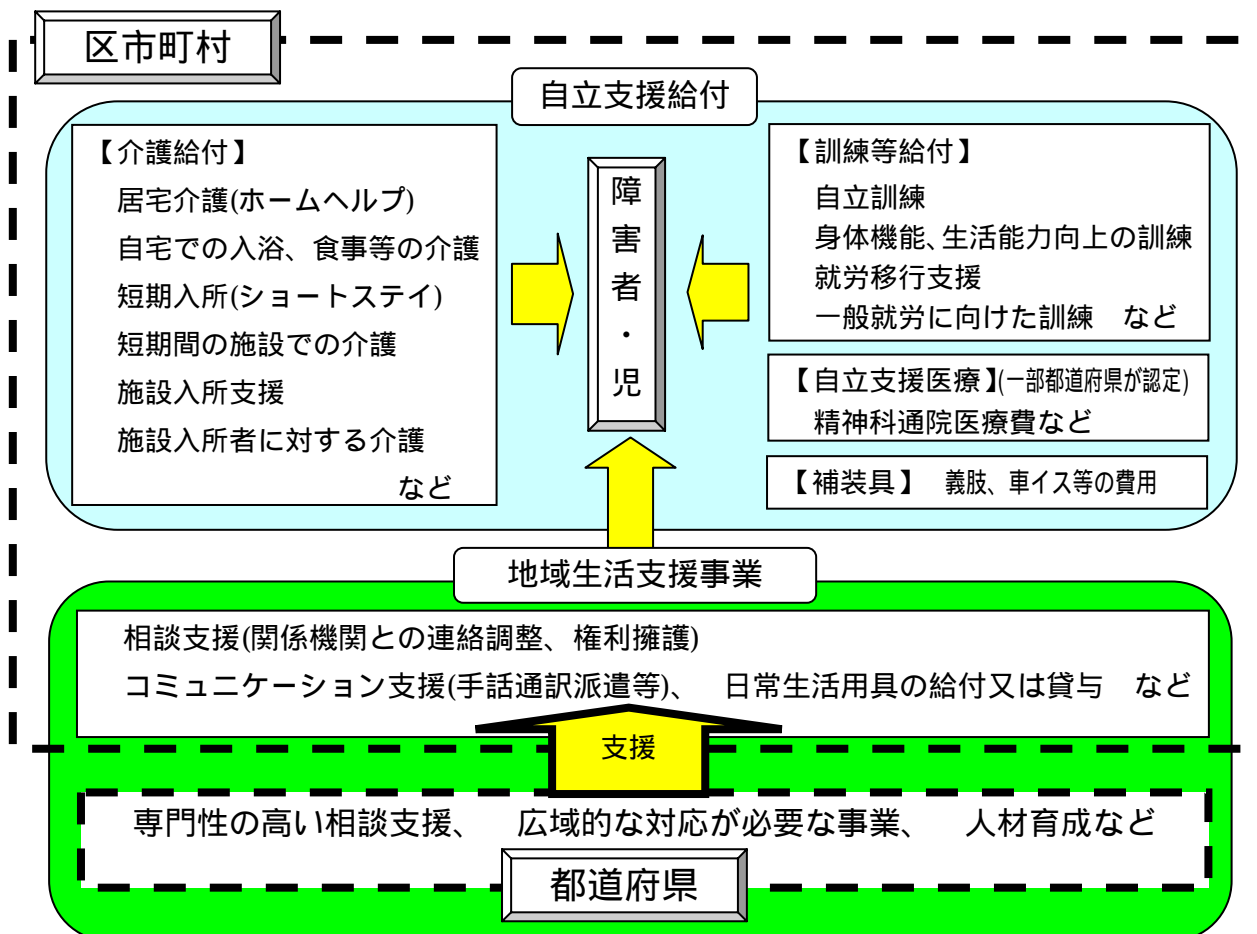 区市町村
自立支援給付
【介護給付】
居宅介護(ホームヘルプ)
自宅での入浴、食事等の介護
短期入所(ショートステイ)
短期間の施設での介護
施設入所支援
施設入所者に対する介護
など
障害者・児
【訓練等給付】
自立訓練
身体機能、生活能力向上の訓練
就労移行支援
一般就労に向けた訓練　など
【自立支援医療】(一部都道府県が認定)
精神科通院医療費など
【補装具】　義肢、車イス等の費用
地域生活支援事業
相談支援(関係機関との連絡調整、権利擁護)
コミュニケーション支援(手話通訳派遣等)、　日常生活用具の給付又は貸与　など
支援
専門性の高い相談支援、　広域的な対応が必要な事業、　人材育成など
都道府県